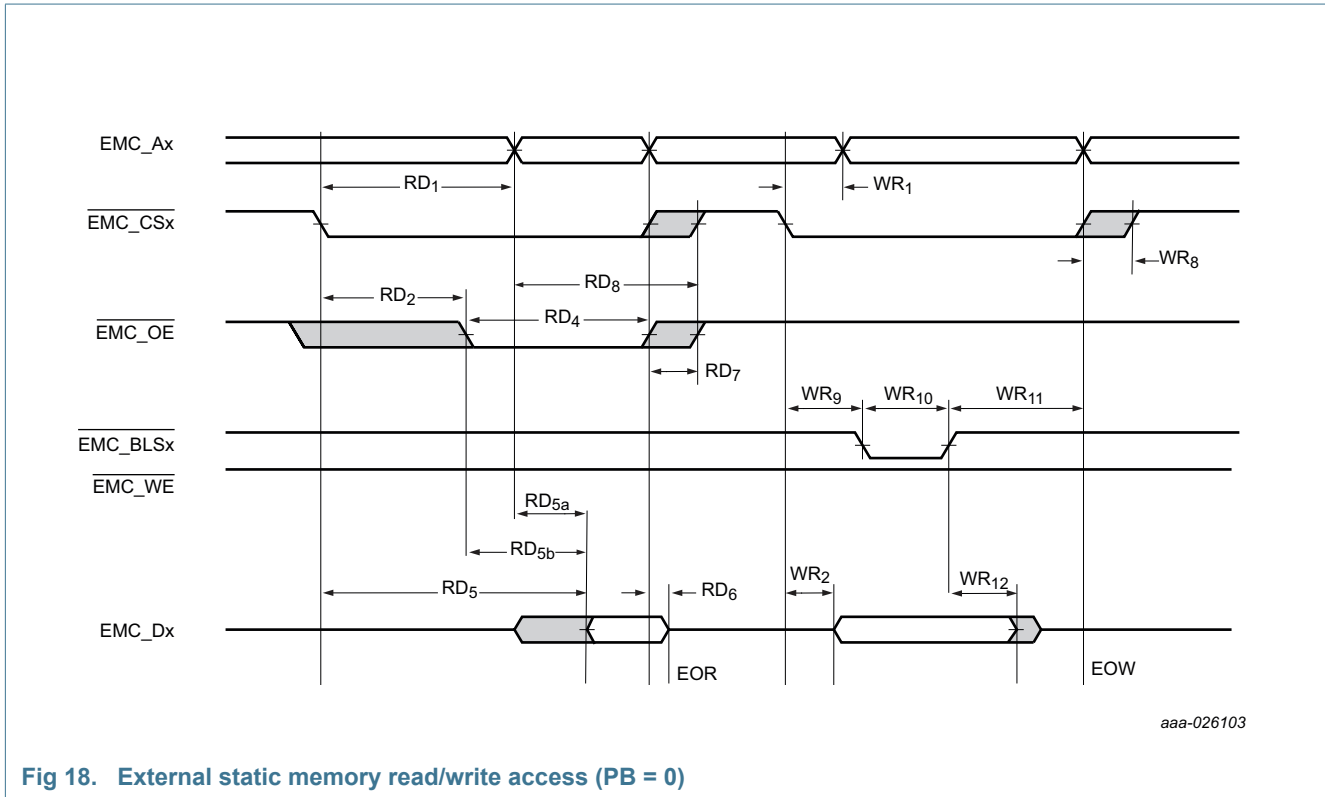 EMC_Ax
RD1
WR1
EMC_CSx
RD8
WR8
RD2
RD4
EMC_OE
RD7
WR9
WR10
WR11
EMC_BLSx
EMC_WE
RD5a
RD5b
RD5
WR2
RD6
WR12
EMC_Dx
EOR
EOW
aaa-026103
Fig 18. External static memory read/write access (PB = 0)